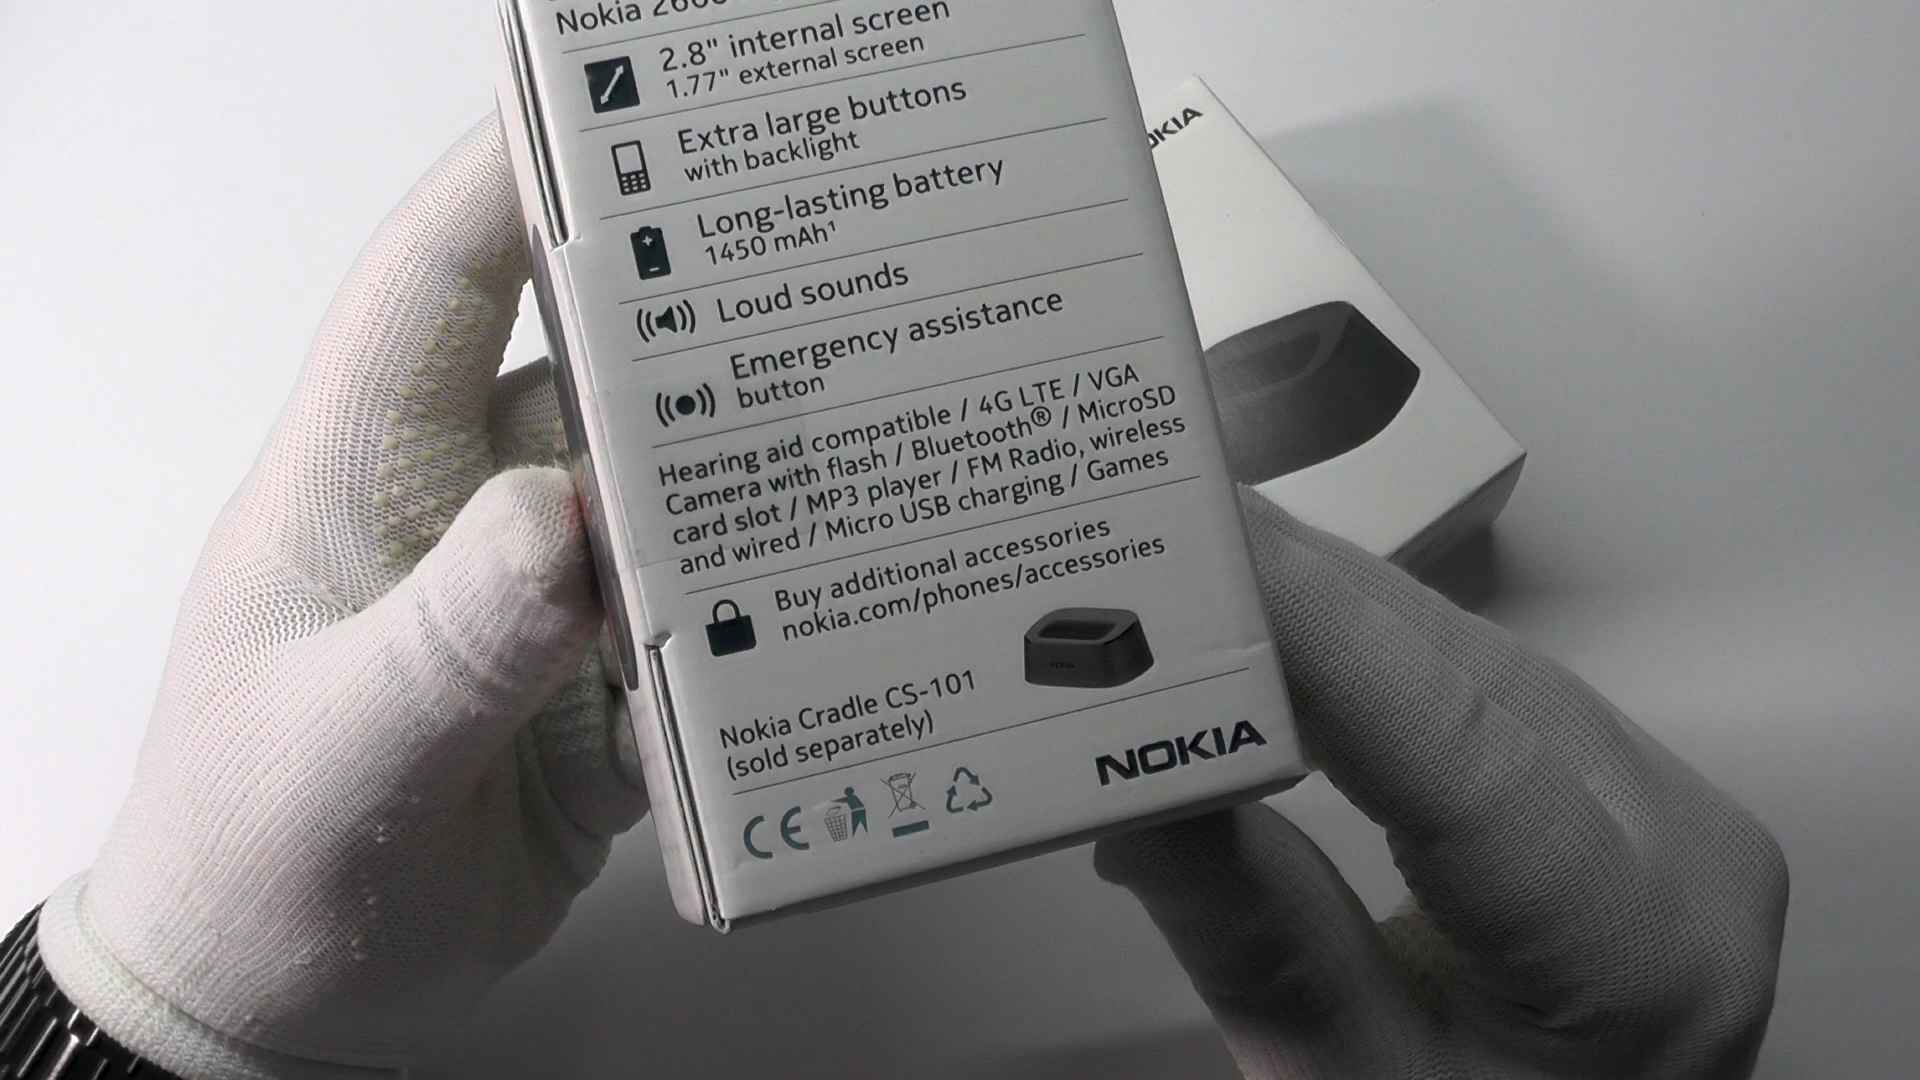 Nokia
2.8" internal screen
1.77" external screen
Extra large buttons
with backlight
Long-lasting battery
1450 mAh¹
Loud sounds
Emergency assistance
button
Hearing aid compatible / 4G LTE / VGA
Camera with flash / Bluetooth® / MicroSD
card slot / MP3 player / FM Radio, wireless
and wired / Micro USB charging / Games
Buy additional accessories
nokia.com/phones/accessories
Nokia Cradle CS-101
(sold separately)
NOKIA
CE
NOKIA